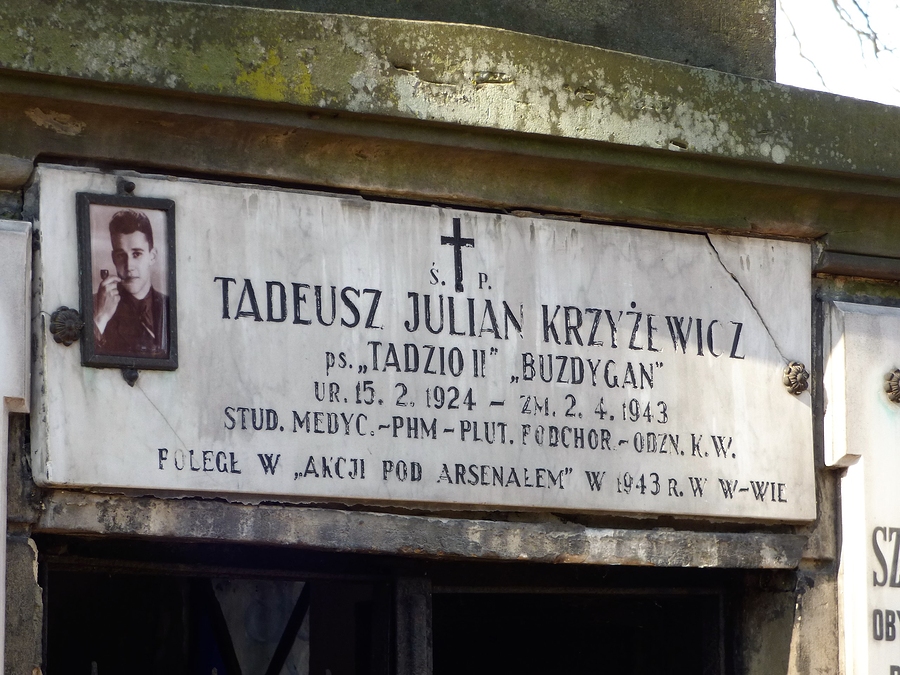 Ś. P.
TADEUSZ JULIAN KRZYŻEWICZ
ps. „TADZIO II" „BUZDYGAN"
UR. 15. 2. 1924 – ZM. 2. 4. 1943
STUD. MEDYC.-PHM-PLUT. PODCHOR.-ODZN. K.W.
POLEGŁ W „AKCJI POD ARSENAŁEM" W 1943 R. W W-WIE
SZ
OBY